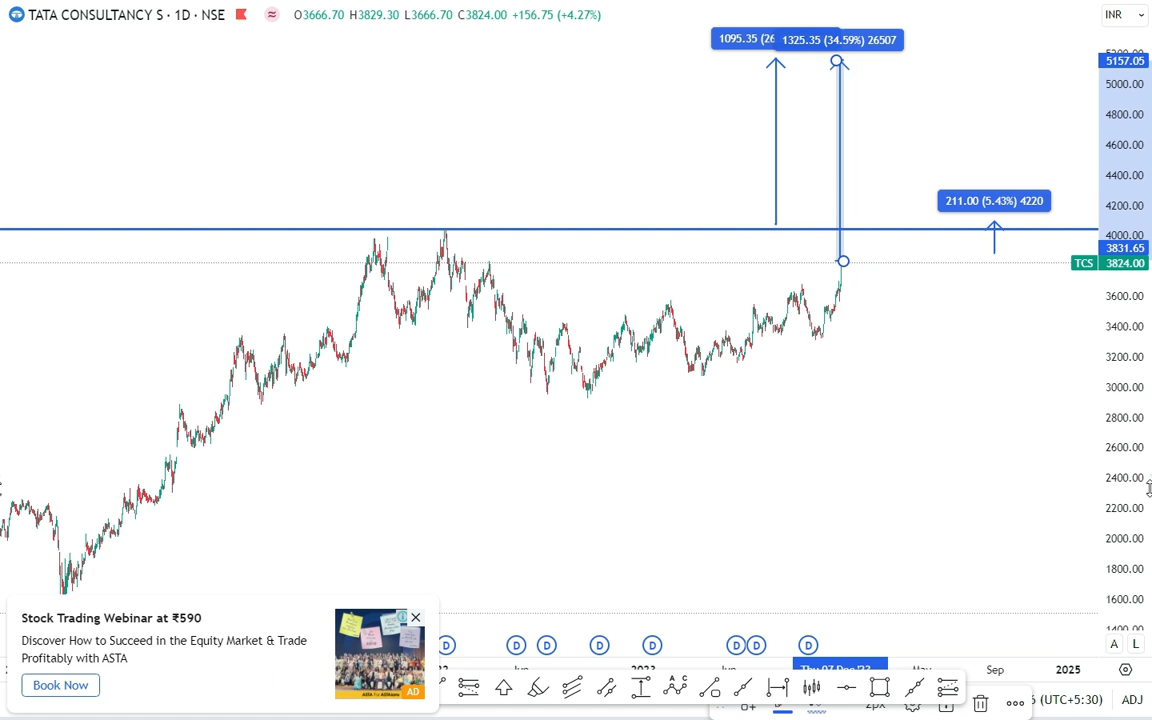 TATA CONSULTANCY S · 1D · NSE O3666.70 H3829.30 L3666.70 C3824.00 +156.75 (+4.27%)
INR
1095.35 (26
1325.35 (34.59%) 26507
5157.05
5000.00
4800.00
4600.00
4400.00
211.00 (5.43%) 4220
4200.00
4000.00
3831.65
TCS 3824.00
3600.00
3400.00
3200.00
3000.00
2800.00
2600.00
2400.00
2200.00
2000.00
1800.00
1600.00
Stock Trading Webinar at ₹590
Discover How to Succeed in the Equity Market & Trade
Profitably with ASTA
Book Now
AD
D D D D D D D D
A L
2023
Sep
2025
(UTC+5:30) ADJ
2px